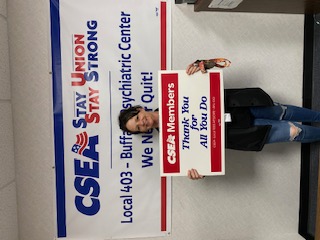 CSEA STAY UNION
STAY STRONG
Local 403 - Buff Psychiatric Center
We N r Quit!
CSEA Members
Thank You
for
All You Do